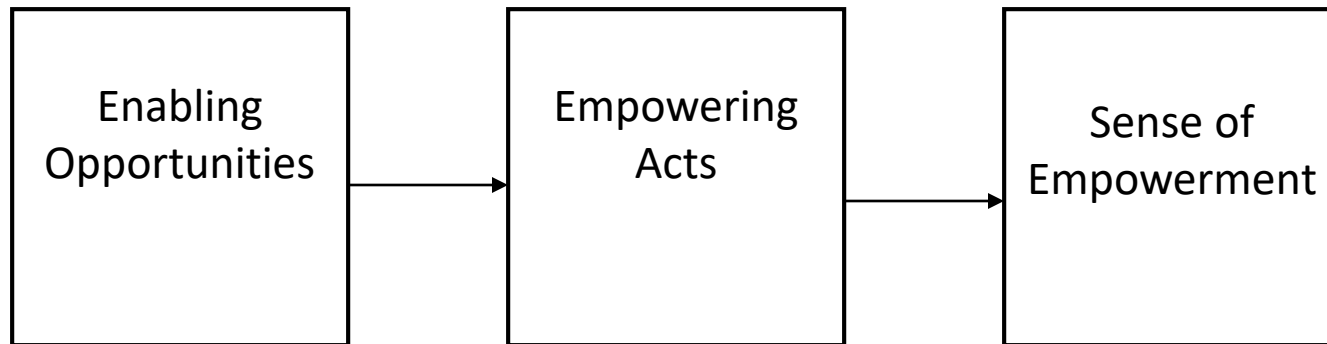 Enabling
Opportunities
Empowering
Acts
Sense of
Empowerment